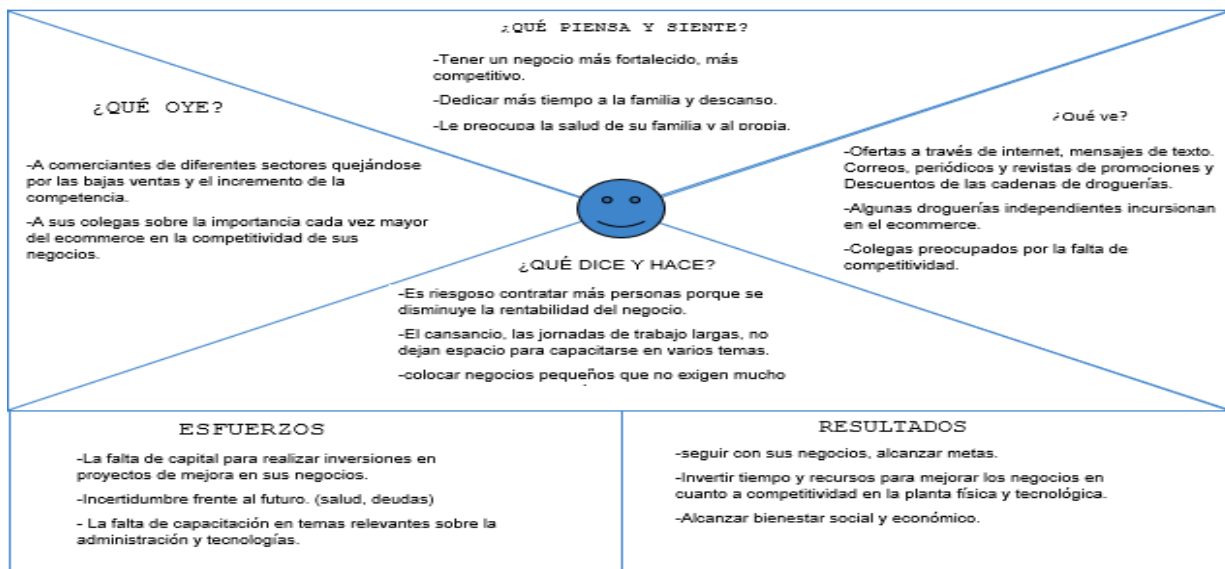 ¿QUÉ PIENSA Y SIENTE?
-Tener un negocio más fortalecido, más
competitivo.
-Dedicar más tiempo a la familia y descanso.
-Le preocupa la salud de su familia y al propia.
¿QUÉ OYE?
-A comerciantes de diferentes sectores quejándose
por las bajas ventas y el incremento de la
competencia.
-A sus colegas sobre la importancia cada vez mayor
del ecommerce en la competitividad de sus
negocios.
¿Qué ve?
-Ofertas a través de internet, mensajes de texto.
Correos, periódicos y revistas de promociones y
Descuentos de las cadenas de droguerías.
-Algunas droguerías independientes incursionan
en el ecommerce.
-Colegas preocupados por la falta de
competitividad.
¿QUÉ DICE Y HACE?
-Es riesgoso contratar más personas porque se
disminuye la rentabilidad del negocio.
-El cansancio, las jornadas de trabajo largas, no
dejan espacio para capacitarse en varios temas.
-colocar negocios pequeños que no exigen mucho
ESFUERZOS
-La falta de capital para realizar inversiones en
proyectos de mejora en sus negocios.
-Incertidumbre frente al futuro. (salud, deudas)
- La falta de capacitación en temas relevantes sobre la
administración y tecnologías.
RESULTADOS
-seguir con sus negocios, alcanzar metas.
-Invertir tiempo y recursos para mejorar los negocios en
cuanto a competitividad en la planta física y tecnológica.
-Alcanzar bienestar social y económico.